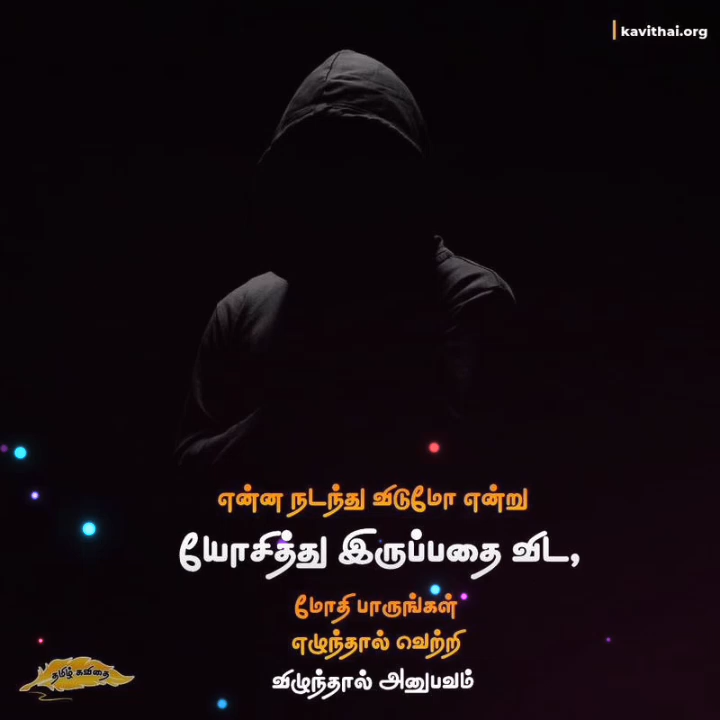 kavithai.org
என்ன நடந்து விடுமோ என்று
யோசித்து இருப்பதை விட,
மோதி பாருங்கள்
எழுந்தால் வெற்றி
விழுந்தால் அனுபவம்
தமிழ் கவிதை